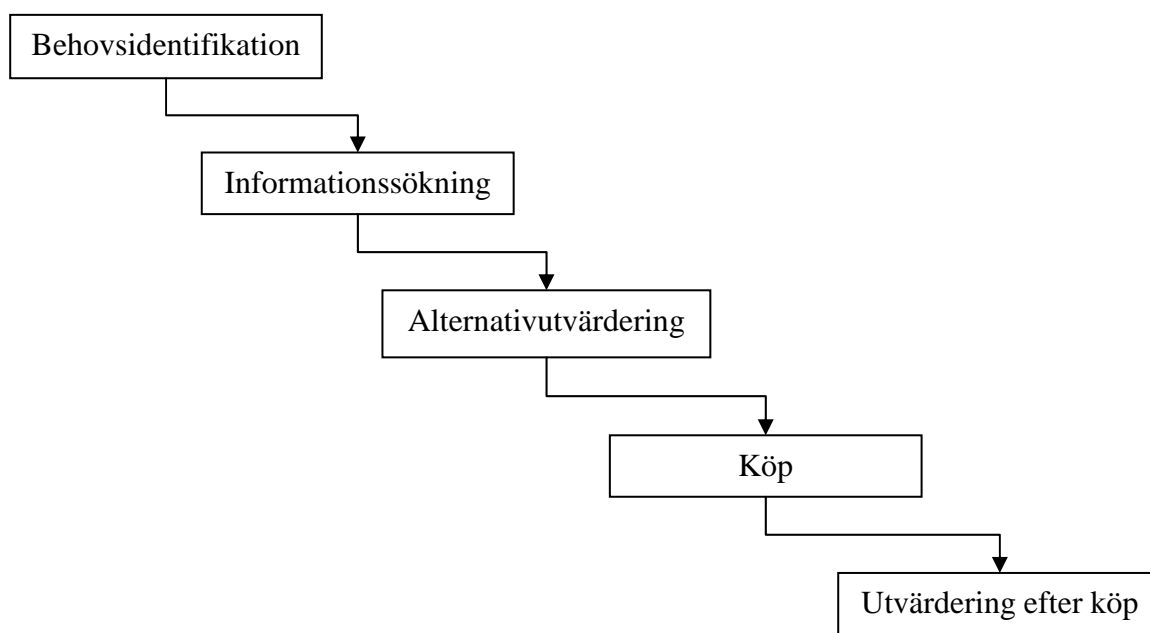 Behovsidentifikation
Informationssökning
Alternativutvärdering
Köp
Utvärdering efter köp